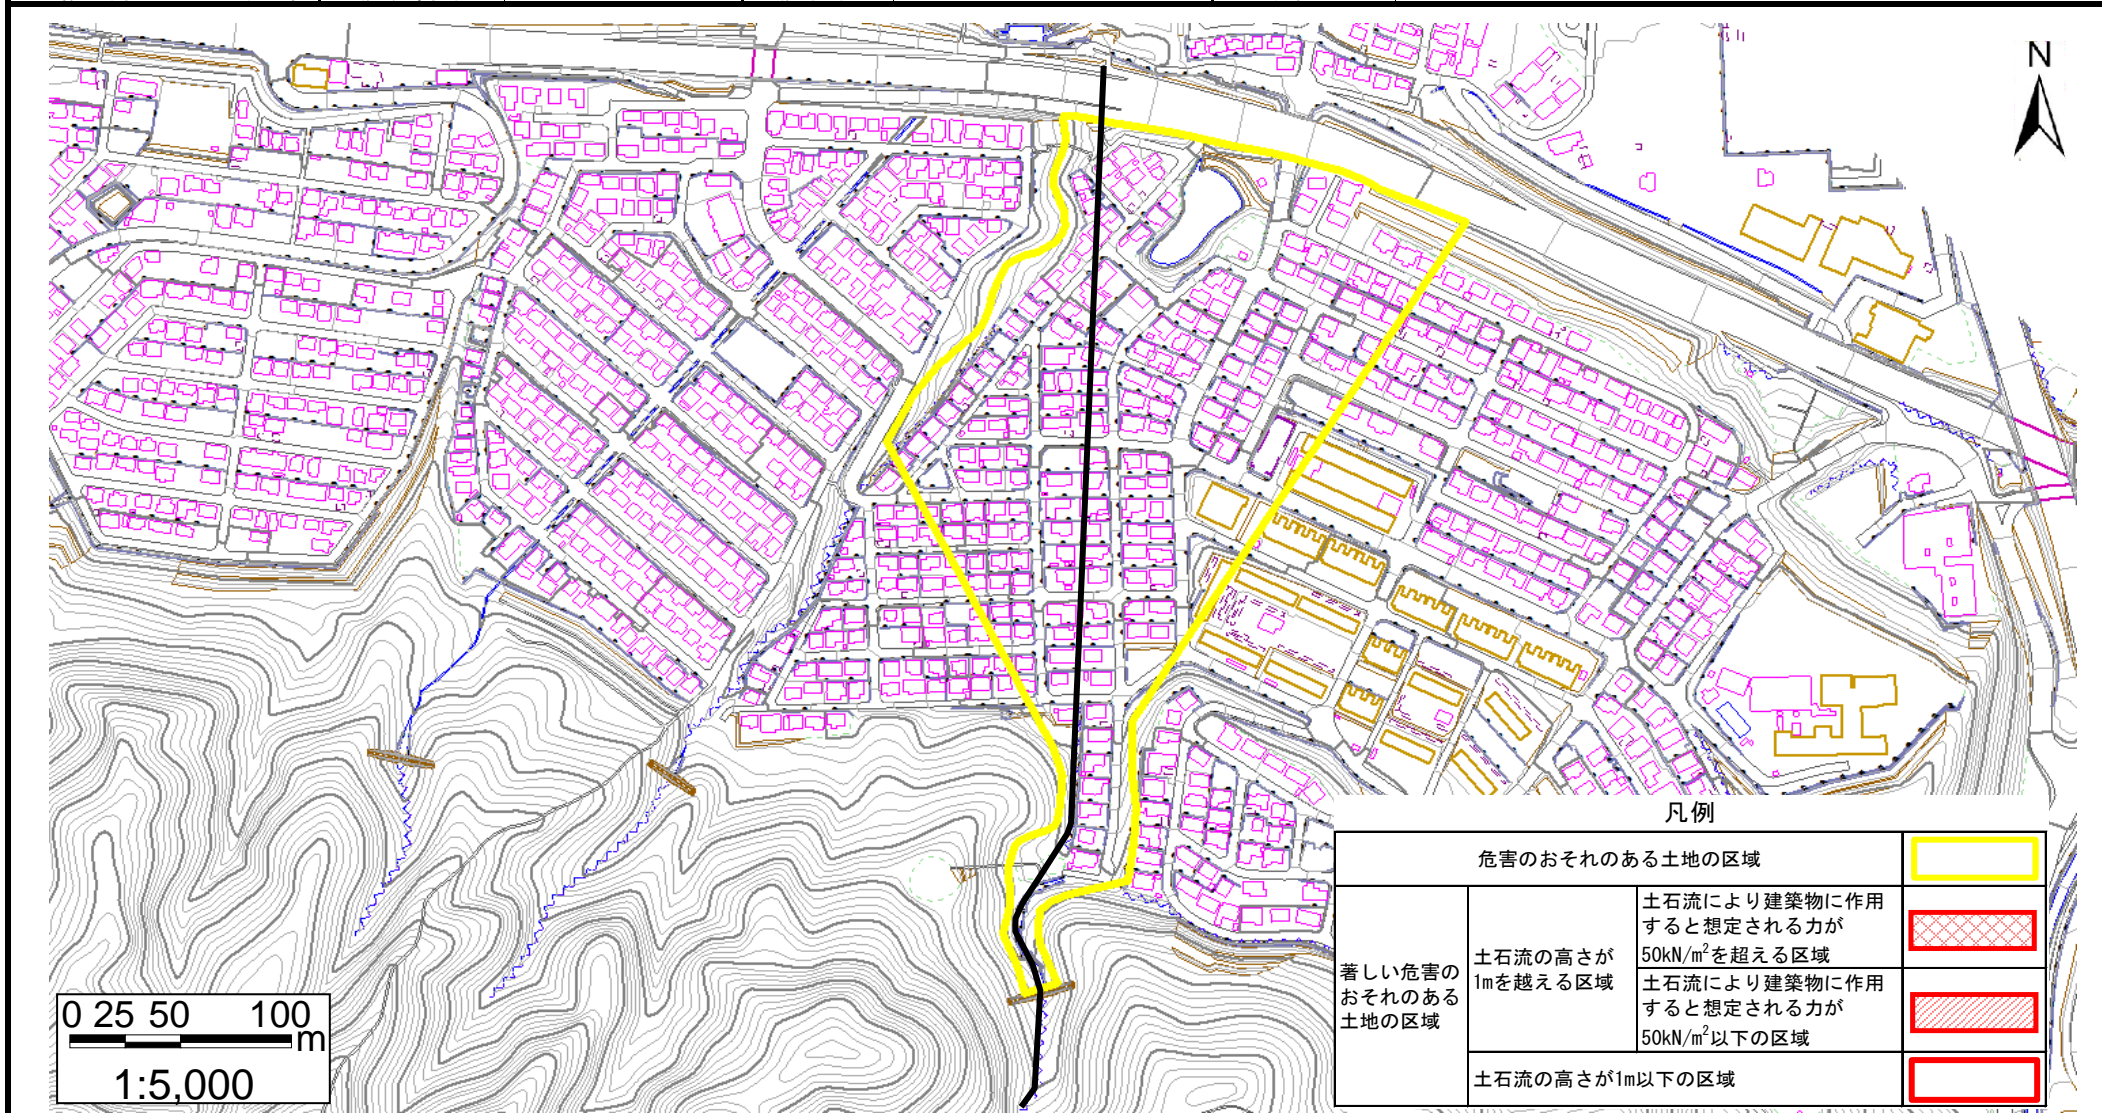 N
凡例
危害のおそれのある土地の区域
著しい危害の
おそれのある
土地の区域
土石流の高さが
1mを越える区域
土石流により建築物に作用
すると想定される力が
50kN/m²を超える区域
土石流により建築物に作用
すると想定される力が
50kN/m²以下の区域
土石流の高さが1m以下の区域
0 25 50 100
m
1:5,000